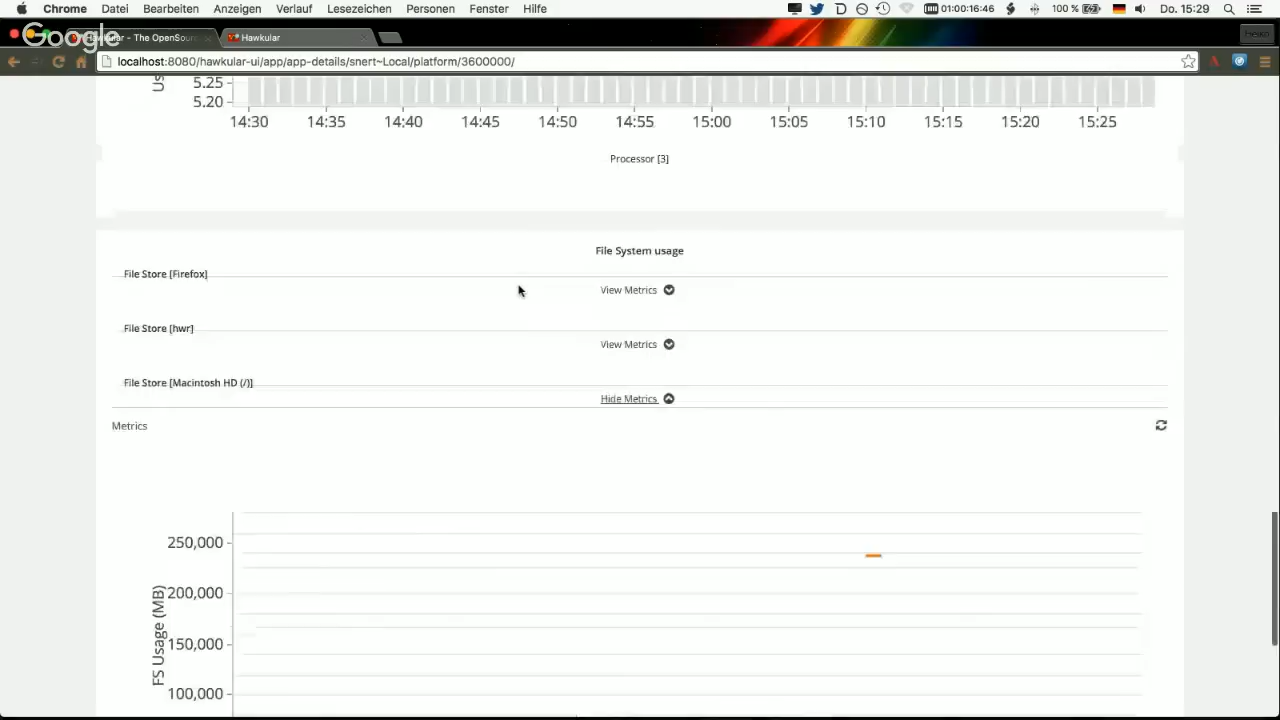 Chrome Datei Bearbeiten Anzeigen Verlauf Lesezeichen Personen Fenster Hilfe 01:00:16:46 100 % Do. 15:29
Google
Hawkular - The OpenSour Hawkular Heiko
localhost:8080/hawkular-ui/app/app-details/snert~Local/platform/3600000/
5.25
5.20
14:30 14:35 14:40 14:45 14:50 14:55 15:00 15:05 15:10 15:15 15:20 15:25
Processor [3]
File System usage
File Store [Firefox]
View Metrics
File Store [hwr]
View Metrics
File Store [Macintosh HD (/)]
Hide Metrics
Metrics
250,000
200,000
150,000
100,000
FS Usage (MB)